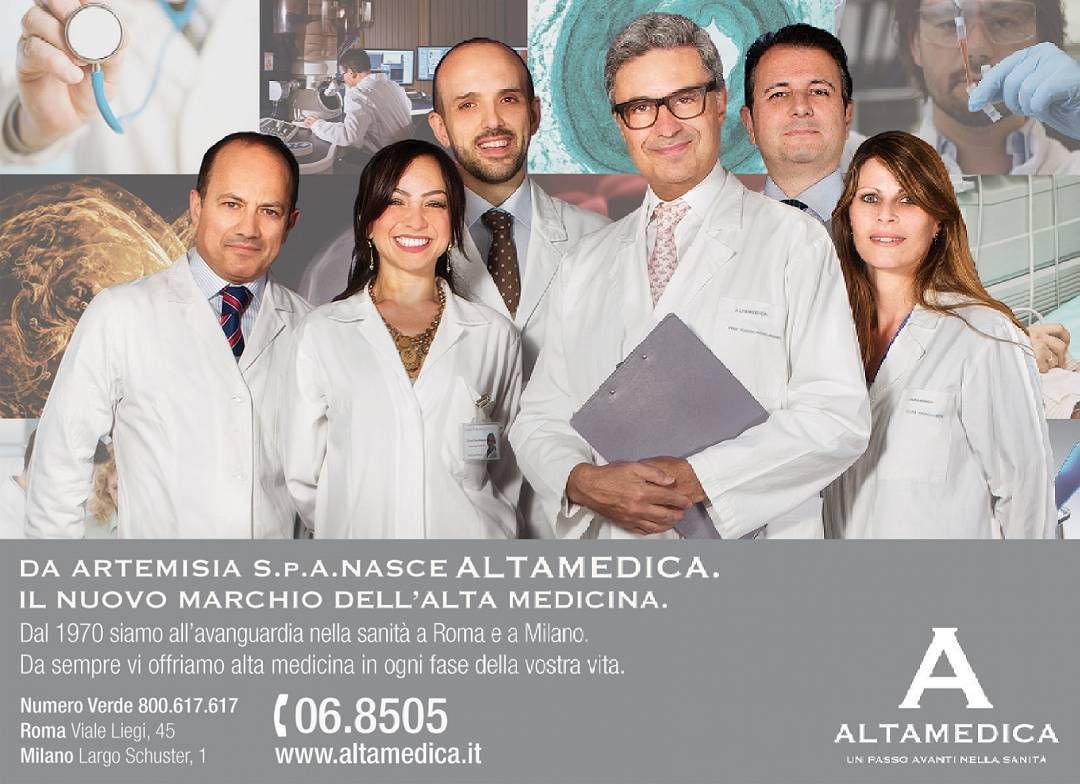 ALTAMEDICA
DA ARTEMISIA S.P.A.NASCE ALTAMEDICA.
IL NUOVO MARCHIO DELL'ALTA MEDICINA.
Dal 1970 siamo all'avanguardia nella sanità a Roma e a Milano.
Da sempre vi offriamo alta medicina in ogni fase della vostra vita.
Numero Verde 800.617.617
Roma Viale Liegi, 45
Milano Largo Schuster, 1
06.8505
www.altamedica.it
A
ALTAMEDICA
UN PASSO AVANTI NELLA SANITÀ